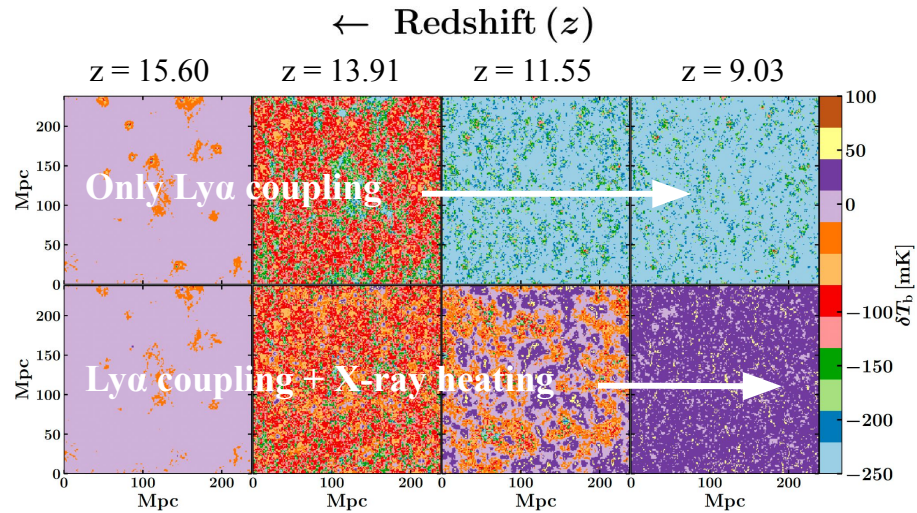 ← Redshift (z)
z = 15.60 z = 13.91 z = 11.55 z = 9.03
200
150
100
50
0
Mpc
Only Lyα coupling
200
150
100
50
0
Mpc
Lyα coupling + X-ray heating
0 100 200 0 100 200 0 100 200 0 100 200
Mpc Mpc Mpc Mpc
100
50
0
−50
−100
−150
−200
−250
δTb [mK]